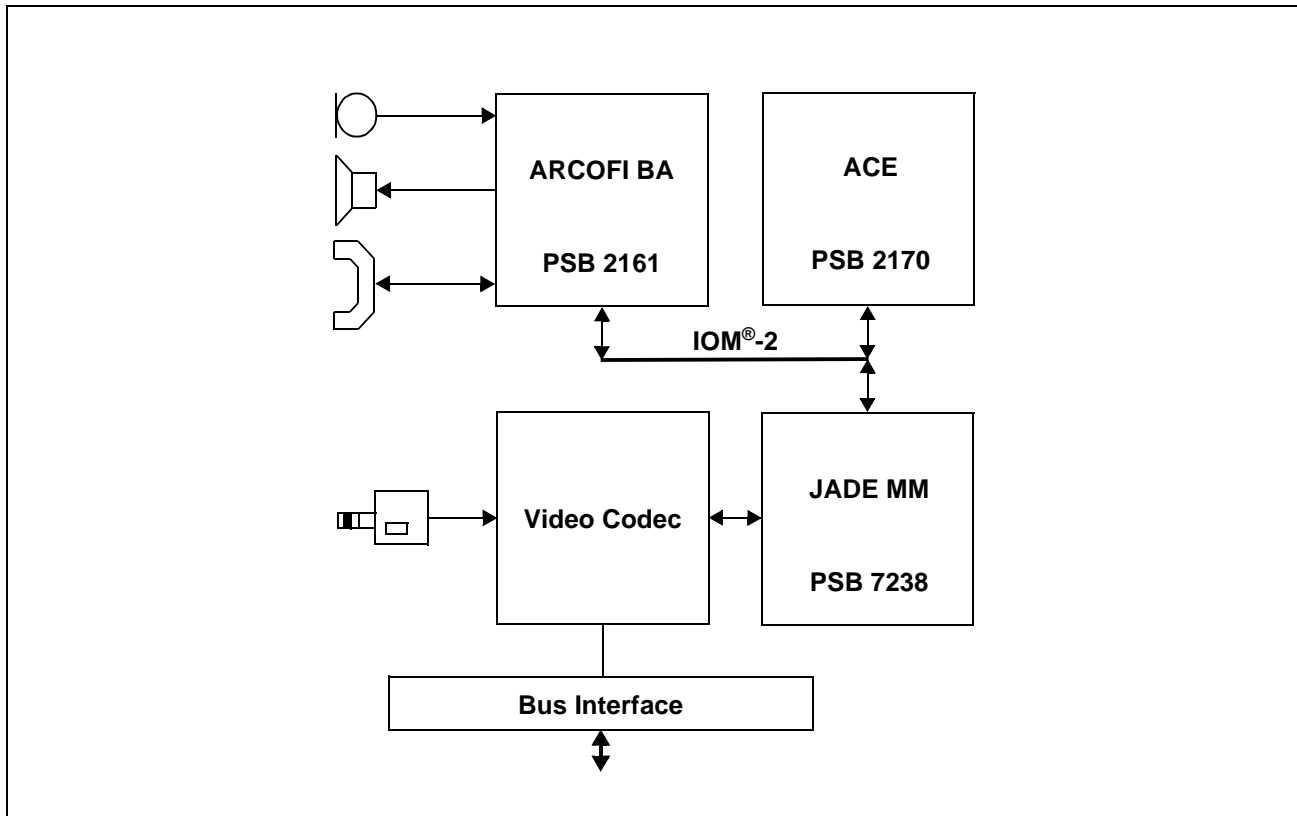 ARCOFI BA
PSB 2161
ACE
PSB 2170
IOM®-2
Video Codec
JADE MM
PSB 7238
Bus Interface